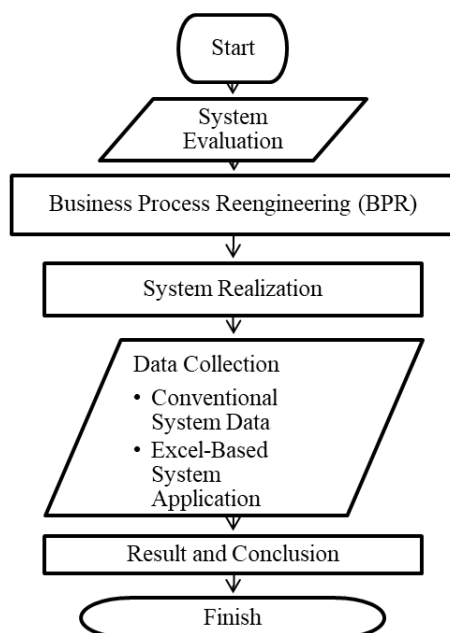 Start
System
Evaluation
Business Process Reengineering (BPR)
System Realization
Data Collection
• Conventional
System Data
• Excel-Based
System
Application
Result and Conclusion
Finish